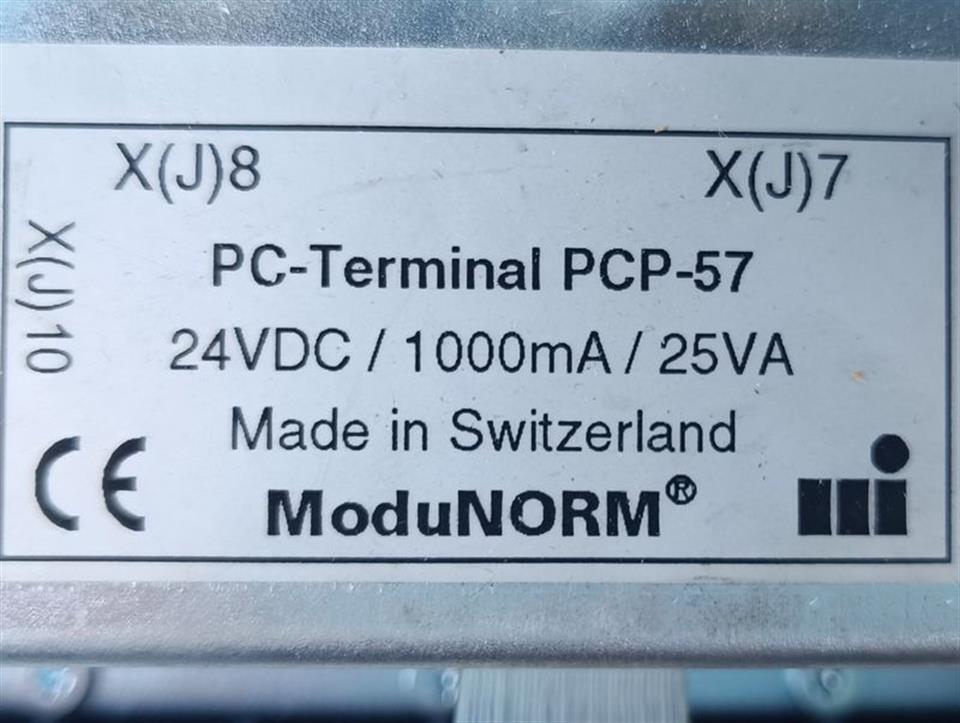 X(J)8 X(J)7
X(J)10
PC-Terminal PCP-57
24VDC / 1000mA / 25VA
Made in Switzerland
CE
ModuNORM®